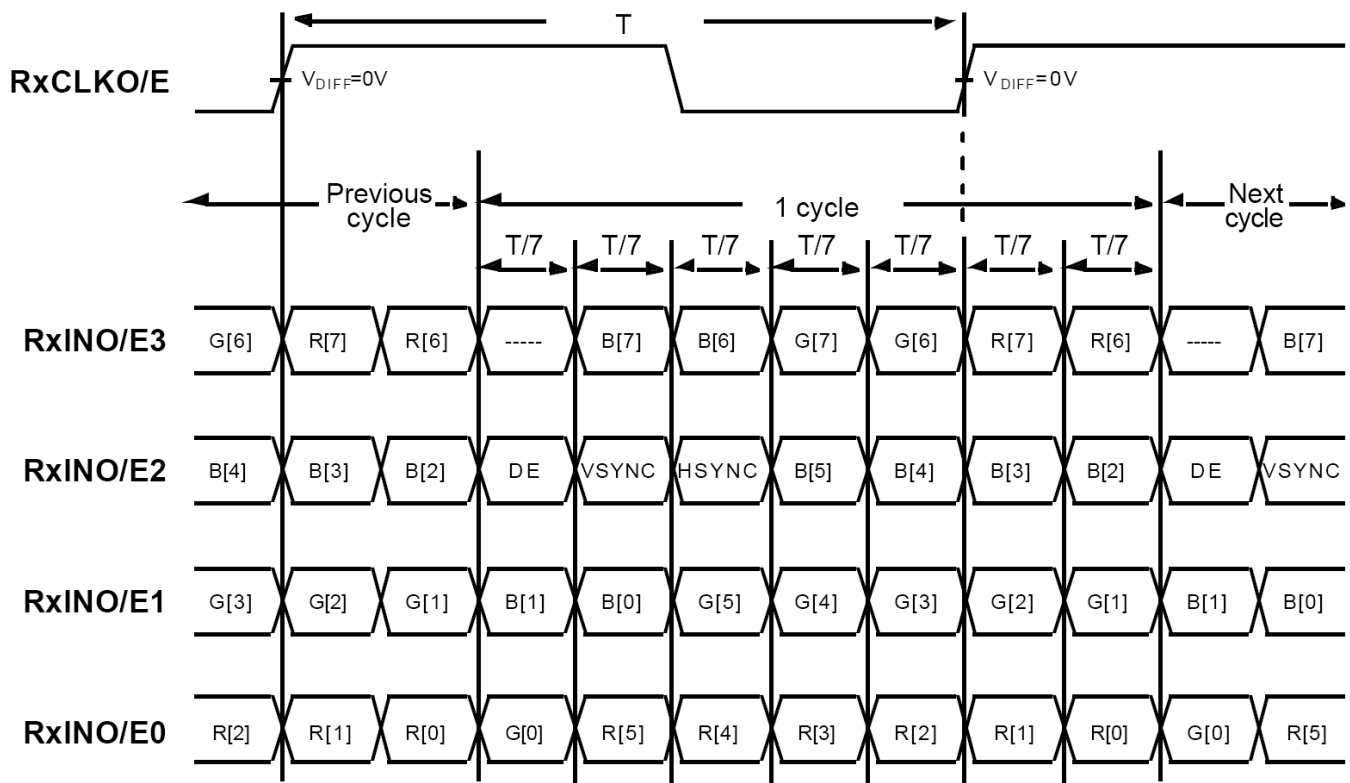 T
RxCLKO/E
VDIFF=0V
VDIFF=0V
Previous
cycle
1 cycle
Next
cycle
T/7 T/7 T/7 T/7 T/7 T/7 T/7
RxINO/E3 G[6] R[7] R[6] ----- B[7] B[6] G[7] G[6] R[7] R[6] ----- B[7]
RxINO/E2 B[4] B[3] B[2] DE VSYNC HSYNC B[5] B[4] B[3] B[2] DE VSYNC
RxINO/E1 G[3] G[2] G[1] B[1] B[0] G[5] G[4] G[3] G[2] G[1] B[1] B[0]
RxINO/E0 R[2] R[1] R[0] G[0] R[5] R[4] R[3] R[2] R[1] R[0] G[0] R[5]